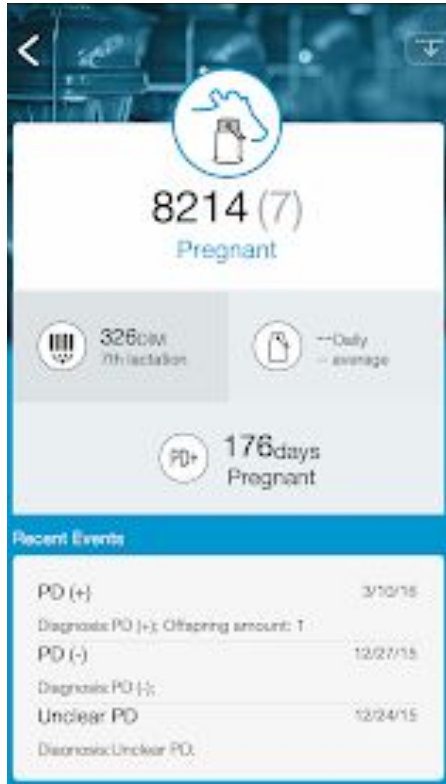 8214 (7)
Pregnant
326DIM
7th lactation
--Daily
-- average
PD+
176days
Pregnant
Recent Events
PD (+)
3/10/16
Diagnosis:PD (+); Offspring amount: 1
PD (-)
12/27/15
Diagnosis:PD (-);
Unclear PD
12/24/15
Diagnosis:Unclear PD;